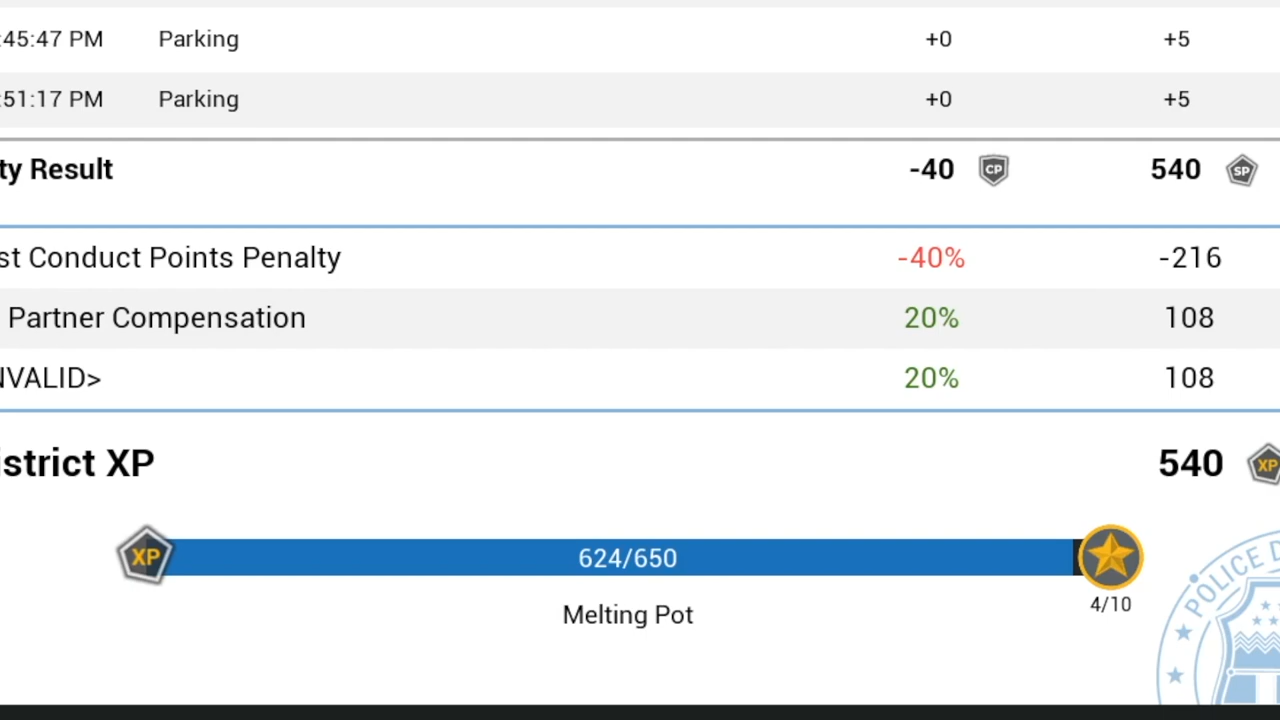 :45:47 PM Parking +0 +5
:51:17 PM Parking +0 +5
ty Result -40 CP 540 SP
st Conduct Points Penalty -40% -216
Partner Compensation 20% 108
NVALID> 20% 108
istrict XP 540 XP
XP 624/650
4/10
Melting Pot
POLICE D